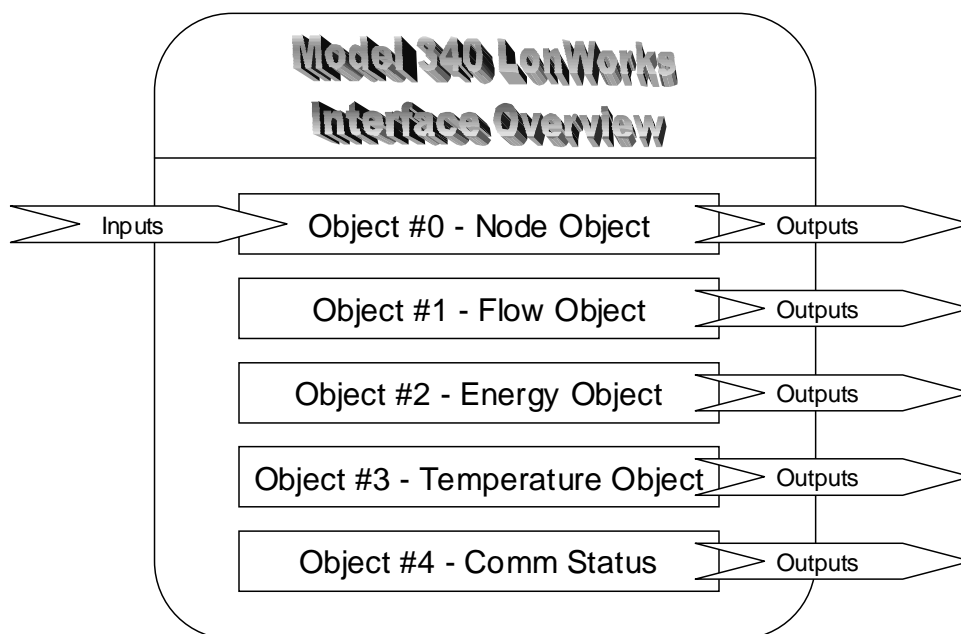 Model 340 LonWorks
Interface Overview
Inputs
Object #0 - Node Object
Outputs
Object #1 - Flow Object
Outputs
Object #2 - Energy Object
Outputs
Object #3 - Temperature Object
Outputs
Object #4 - Comm Status
Outputs